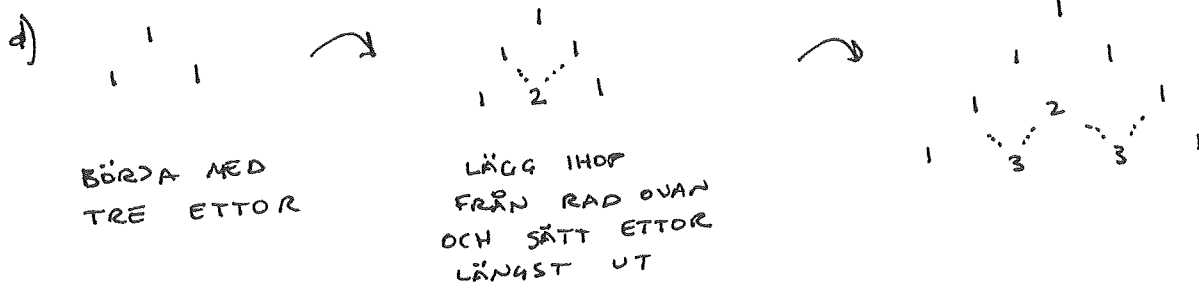 d)
1
1 1
BÖRJA MED
TRE ETTOR
1
1 1
1 2 1
LÄGG IHOP
FRÅN RAD OVAN
OCH SÄTT ETTOR
LÄNGST UT
1
1 1
1 2 1
1 3 3 1